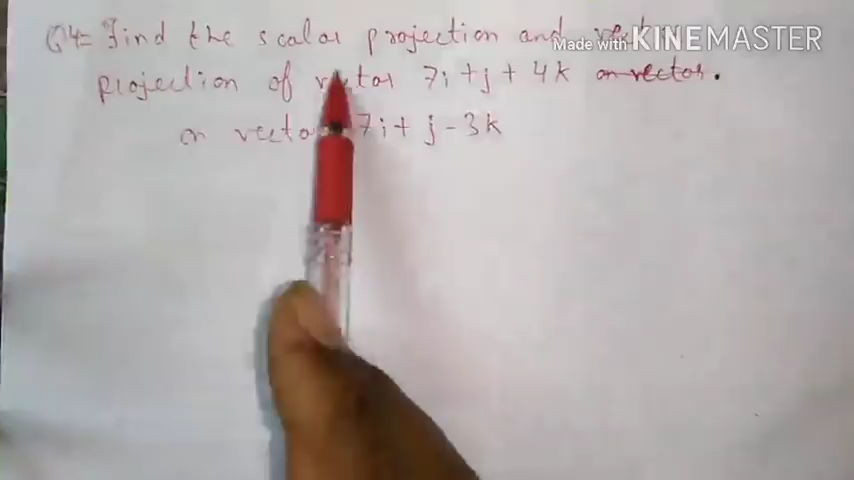 Q4= Find the scalar projection and
Made with KINEMASTER
projection of vector 7i + j + 4k on vector.
on vector 7i + j - 3k